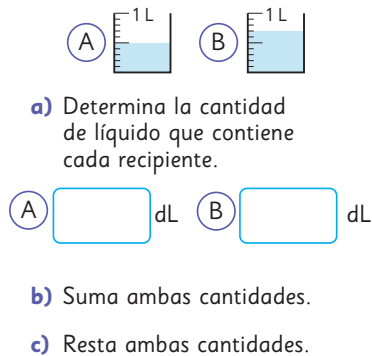 1 L 1 L
A B
a) Determina la cantidad
de líquido que contiene
cada recipiente.
A dL B dL
b) Suma ambas cantidades.
c) Resta ambas cantidades.